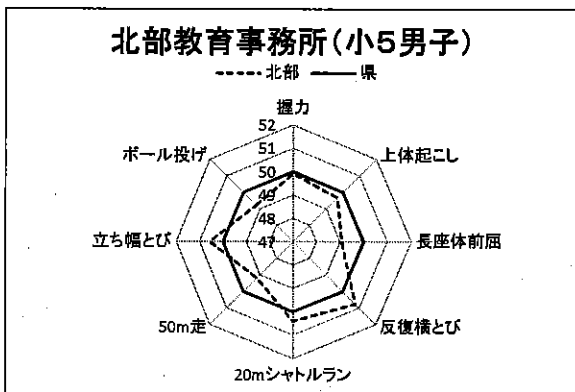 北部教育事務所(小5男子)
北部 県
握力
52
51
50
49
48
47
上体起こし
長座体前屈
反復横とび
20mシャトルラン
50m走
立ち幅とび
ボール投げ